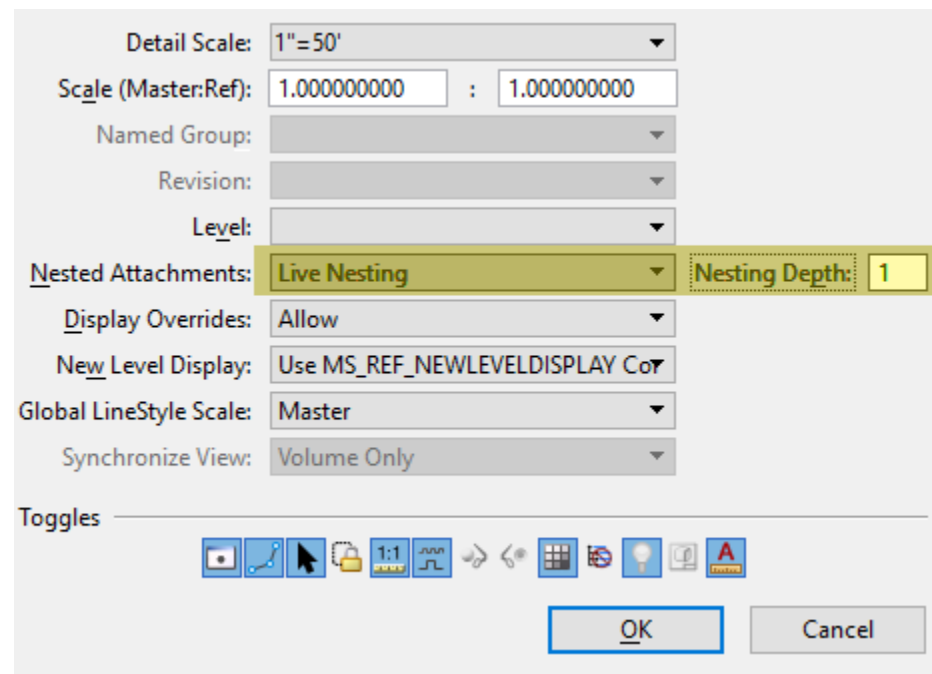 Detail Scale: 1"=50'
Scale (Master:Ref): 1.000000000 : 1.000000000
Named Group:
Revision:
Level:
Nested Attachments: Live Nesting Nesting Depth: 1
Display Overrides: Allow
New Level Display: Use MS_REF_NEWLEVELDISPLAY Cor
Global LineStyle Scale: Master
Synchronize View: Volume Only
Toggles
1:1 A
OK Cancel